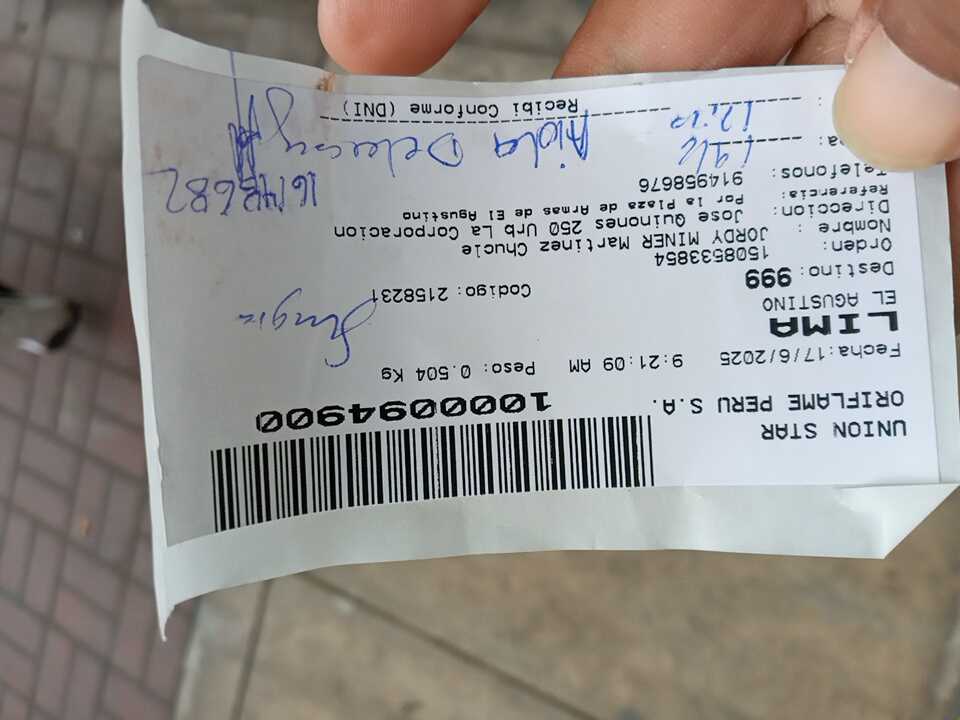 UNION STAR
ORIFLAME PERU S.A.
1000094900
Fecha:17/6/2025 9:21:09 AM Peso: 0.504 Kg
LIMA
EL AGUSTINO
Destino: 999 Codigo: 2158231
Orden: 1508533854
Nombre : JORDY MINER Martinez Chucle
Direccion: Jose Quinones 250 Urb La Corporacion
Referencia: Por la Plaza de Armas de El Agustino
Telefonos: 914958676
16148682
Aida
Recibi Conforme (DNI)